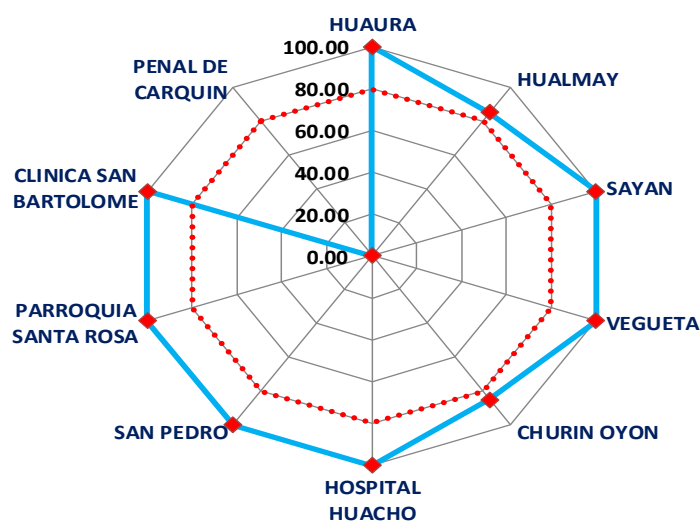 HUAURA
100.00
80.00
60.00
40.00
20.00
0.00
HUALMAY
SAYAN
VEGUETA
CHURIN OYON
HOSPITAL
HUACHO
SAN PEDRO
PARROQUIA
SANTA ROSA
CLINICA SAN
BARTOLOME
PENAL DE
CARQUIN